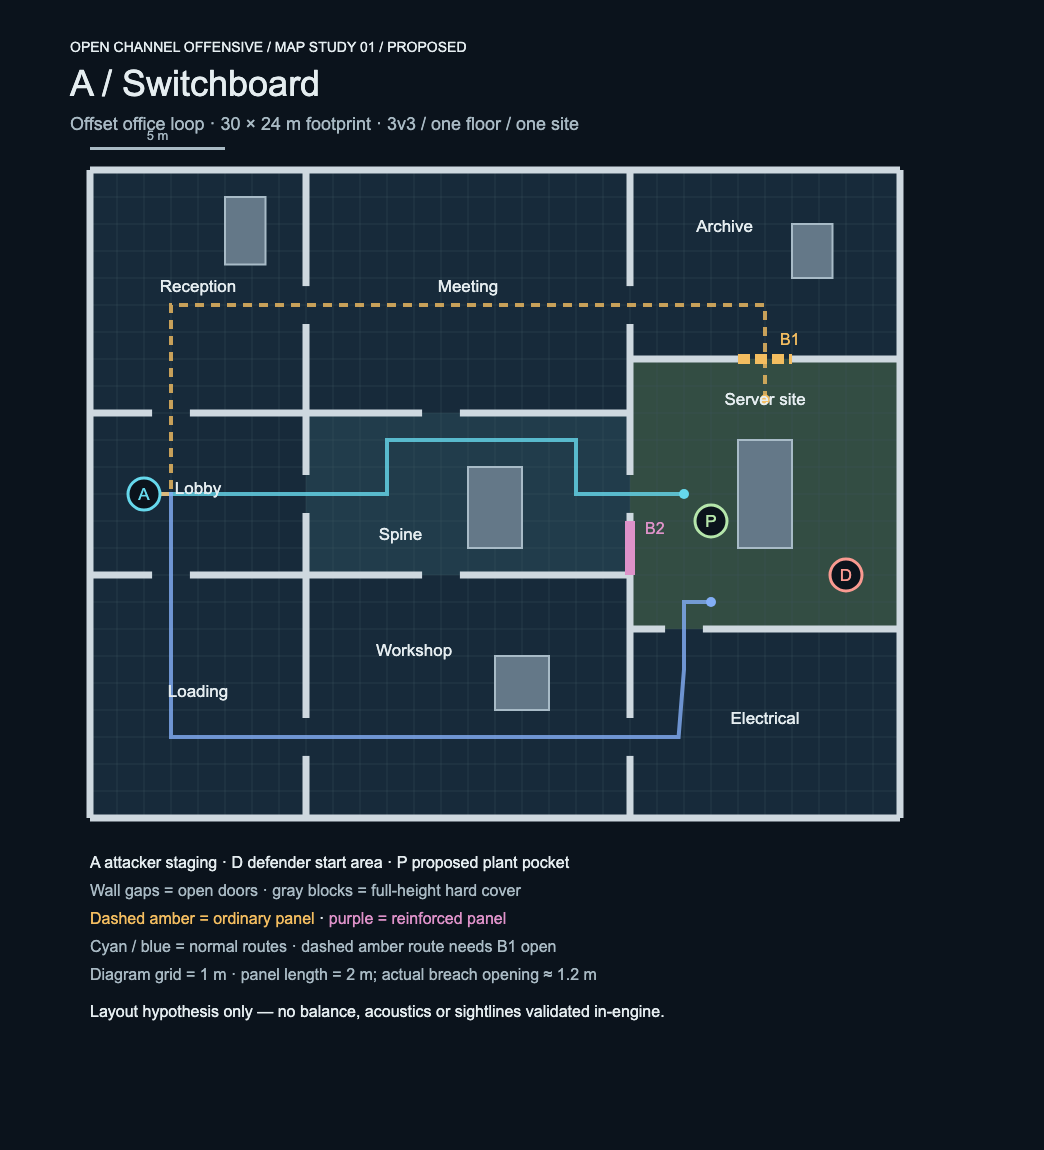 OPEN CHANNEL OFFENSIVE / MAP STUDY 01 / PROPOSED
A / Switchboard
Offset office loop · 30 × 24 m footprint · 3v3 / one floor / one site
5 m
Archive
Reception
Meeting
B1
Server site
A
Lobby
P
B2
Spine
D
Workshop
Loading
Electrical
A attacker staging · D defender start area · P proposed plant pocket
Wall gaps = open doors · gray blocks = full-height hard cover
Dashed amber = ordinary panel · purple = reinforced panel
Cyan / blue = normal routes · dashed amber route needs B1 open
Diagram grid = 1 m · panel length = 2 m; actual breach opening ≈ 1.2 m
Layout hypothesis only — no balance, acoustics or sightlines validated in-engine.